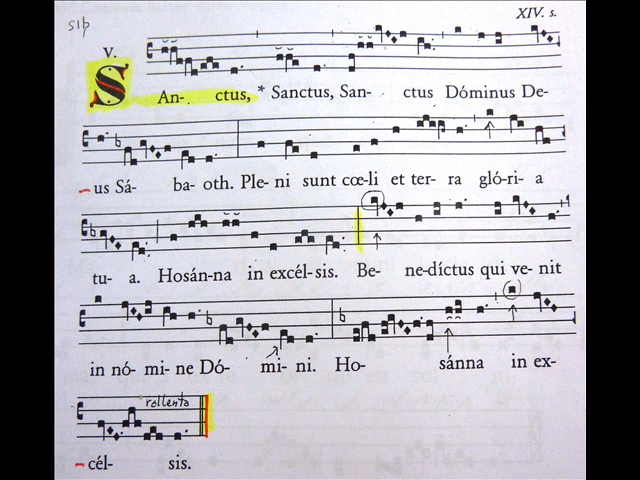 XIV. s.
V.
SAn- ctus, * Sanctus, San- ctus Dóminus De-
us Sá- ba- oth. Ple- ni sunt cœ-li et ter- ra gló-ri- a
tu- a. Hosán-na in excél-sis. Be- ne-díctus qui ve- nit
in nó- mi- ne Dó- mi- ni. Ho- sánna in ex-
rallenta
cél- sis.